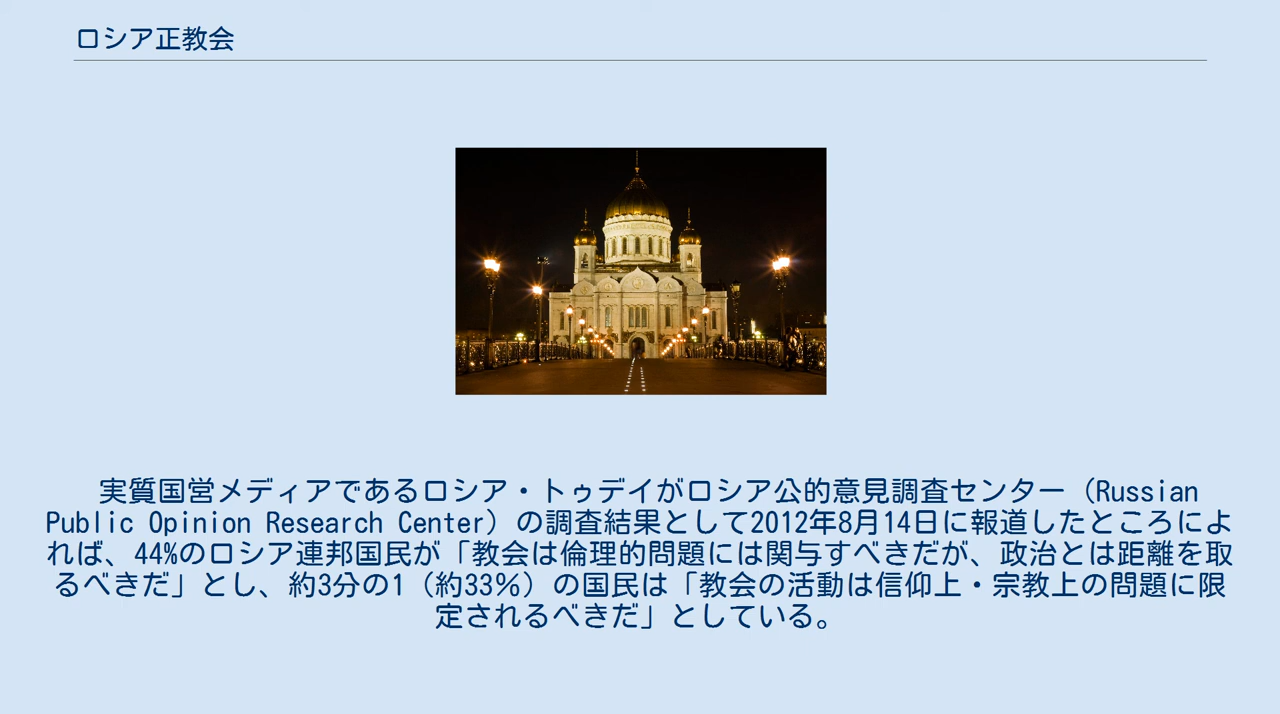 ロシア正教会
実質国営メディアであるロシア・トゥデイがロシア公的意見調査センター（Russian
Public Opinion Research Center）の調査結果として2012年8月14日に報道したところによ
れば、44%のロシア連邦国民が「教会は倫理的問題には関与すべきだが、政治とは距離を取
るべきだ」とし、約3分の1（約33％）の国民は「教会の活動は信仰上・宗教上の問題に限
定されるべきだ」としている。